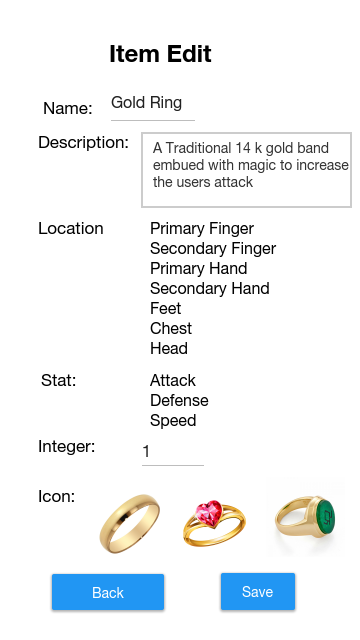 Item Edit
Name: Gold Ring
Description: A Traditional 14 k gold band
embued with magic to increase
the users attack
Location Primary Finger
Secondary Finger
Primary Hand
Secondary Hand
Feet
Chest
Head
Stat: Attack
Defense
Speed
Integer: 1
Icon:
Back Save